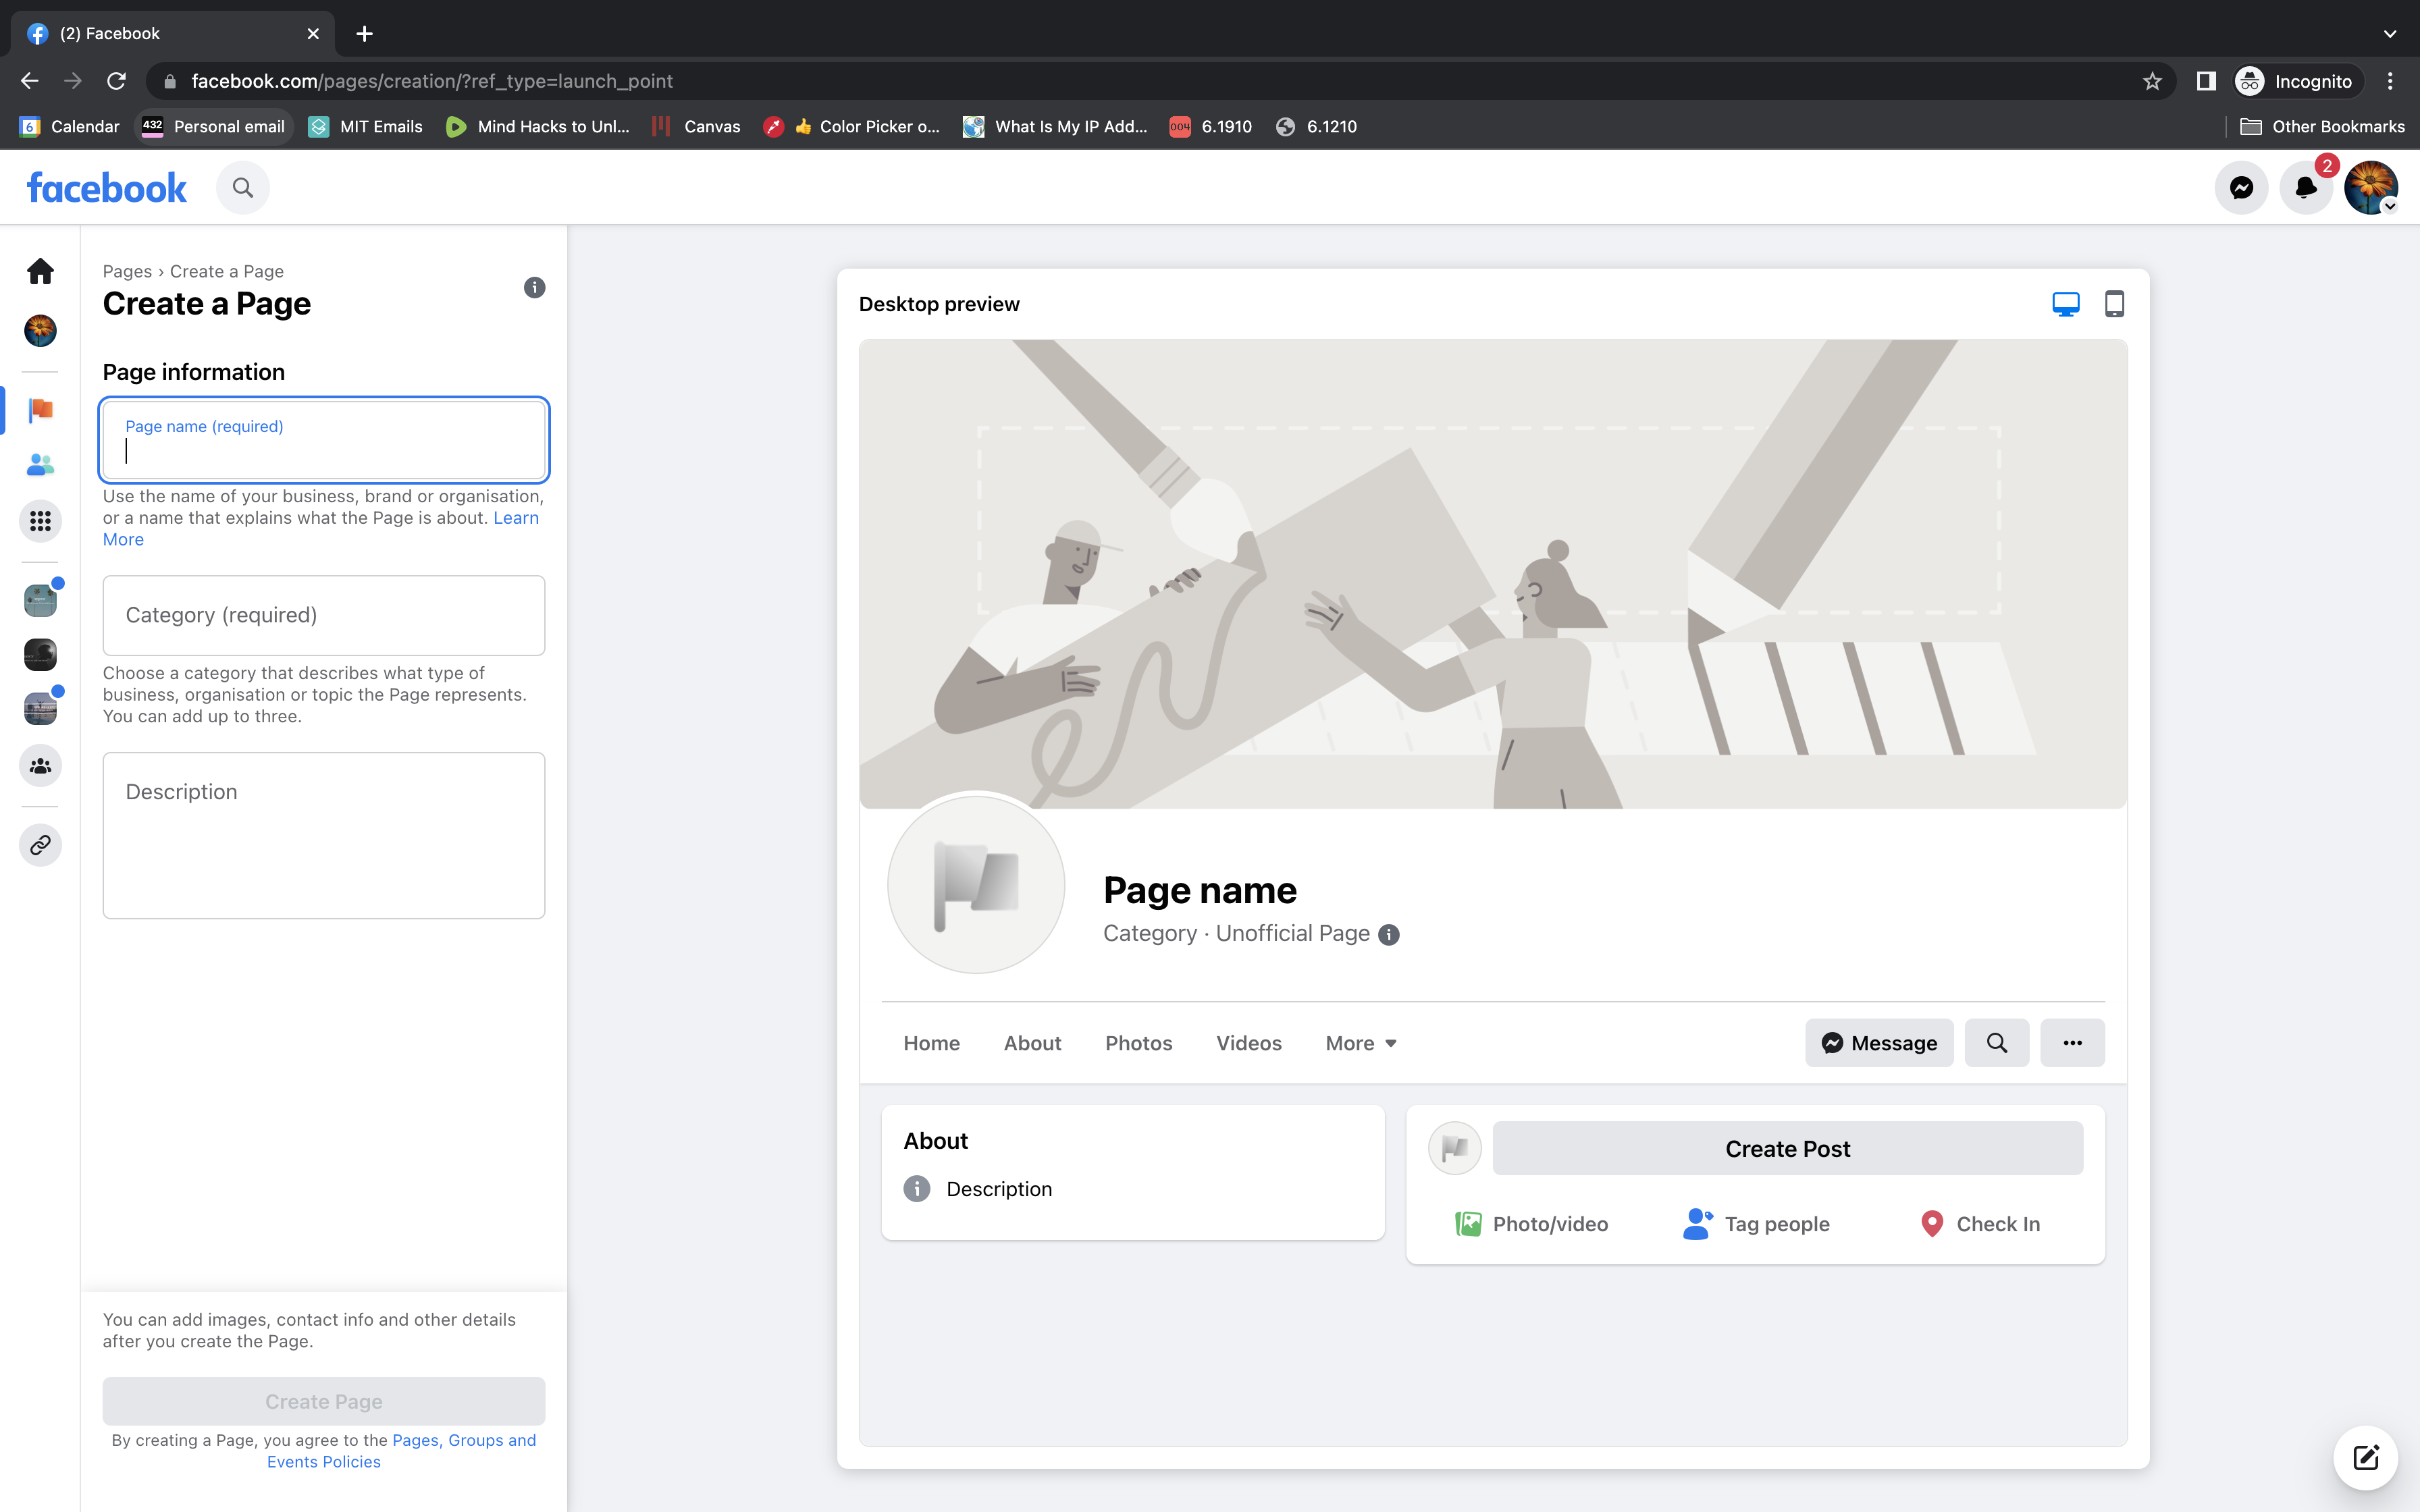 (2) Facebook
facebook.com/pages/creation/?ref_type=launch_point
Incognito
6 Calendar
432 Personal email
MIT Emails
Mind Hacks to Unl...
Canvas
👍 Color Picker o...
What Is My IP Add...
004 6.1910
6.1210
Other Bookmarks
facebook
2
Pages › Create a Page
Create a Page
Page information
Page name (required)
Use the name of your business, brand or organisation,
or a name that explains what the Page is about. Learn
More
Category (required)
Choose a category that describes what type of
business, organisation or topic the Page represents.
You can add up to three.
Description
You can add images, contact info and other details
after you create the Page.
Create Page
By creating a Page, you agree to the Pages, Groups and
Events Policies
Desktop preview
Page name
Category · Unofficial Page
Home
About
Photos
Videos
More
Message
About
Description
Create Post
Photo/video
Tag people
Check In